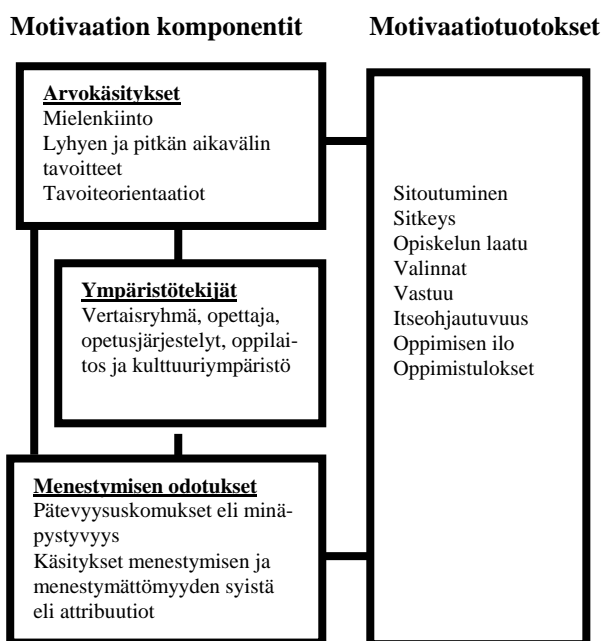 Motivaation komponentit
Motivaatiotuotokset
Arvokäsitykset
Mielenkiinto
Lyhyen ja pitkän aikavälin
tavoitteet
Tavoiteorientaatiot
Ympäristötekijät
Vertaisryhmä, opettaja,
opetusjärjestelyt, oppilai-
tos ja kulttuuriympäristö
Menestymisen odotukset
Pätevyysuskomukset eli minä-
pystyvyys
Käsitykset menestymisen ja
menestymättömyyden syistä
eli attribuutiot
Sitoutuminen
Sitkeys
Opiskelun laatu
Valinnat
Vastuu
Itseohjautuvuus
Oppimisen ilo
Oppimistulokset